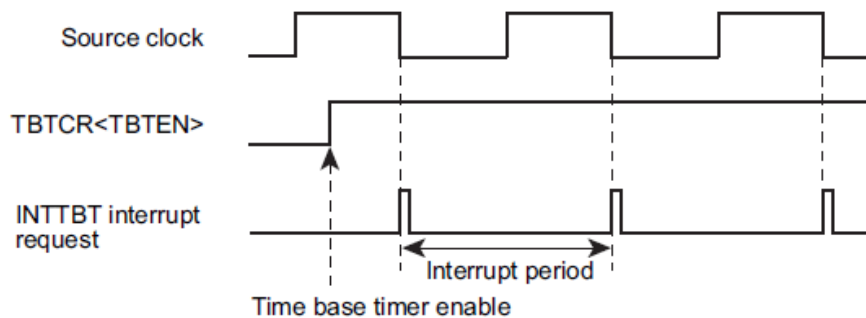 Source clock
TBTCR<TBTEN>
INTTBT interrupt
request
Interrupt period
Time base timer enable